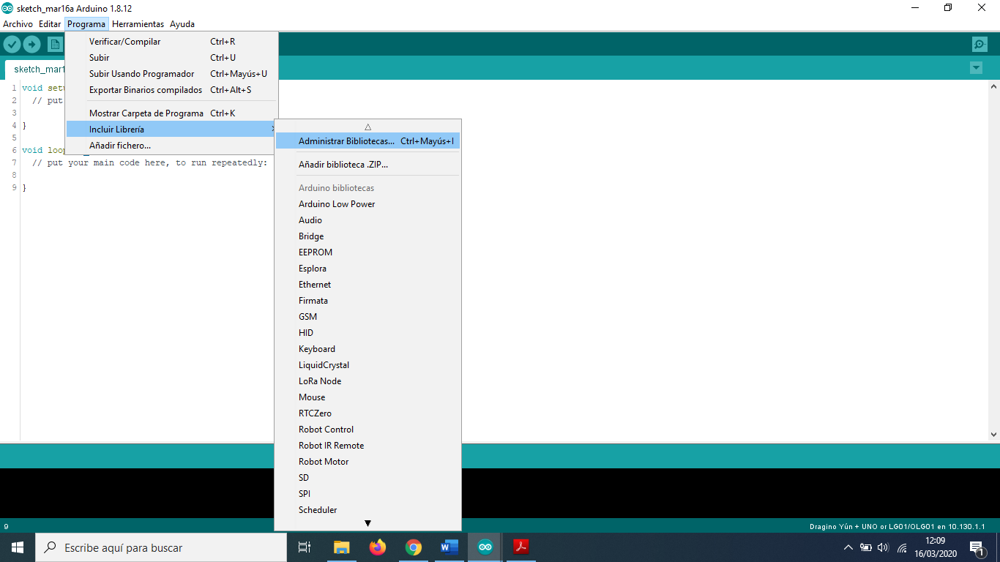 sketch_mar16a Arduino 1.8.12
Archivo Editar Programa Herramientas Ayuda
Verificar/Compilar Ctrl+R
Subir Ctrl+U
Subir Usando Programador Ctrl+Mayús+U
Exportar Binarios compilados Ctrl+Alt+S
Mostrar Carpeta de Programa Ctrl+K
Incluir Librería
Añadir fichero...
Administrar Bibliotecas... Ctrl+Mayús+I
Añadir biblioteca .ZIP...
Arduino bibliotecas
Arduino Low Power
Audio
Bridge
EEPROM
Esplora
Ethernet
Firmata
GSM
HID
Keyboard
LiquidCrystal
LoRa Node
Mouse
RTCZero
Robot Control
Robot IR Remote
Robot Motor
SD
SPI
Scheduler
sketch_mar1
1 void set
2 // put
3
4 }
5
6 void loop
7 // put your main code here, to run repeatedly:
8
9 }
9
Dragino Yún + UNO or LG01/OLG01 en 10.130.1.1
Escribe aquí para buscar
12:09
16/03/2020
1